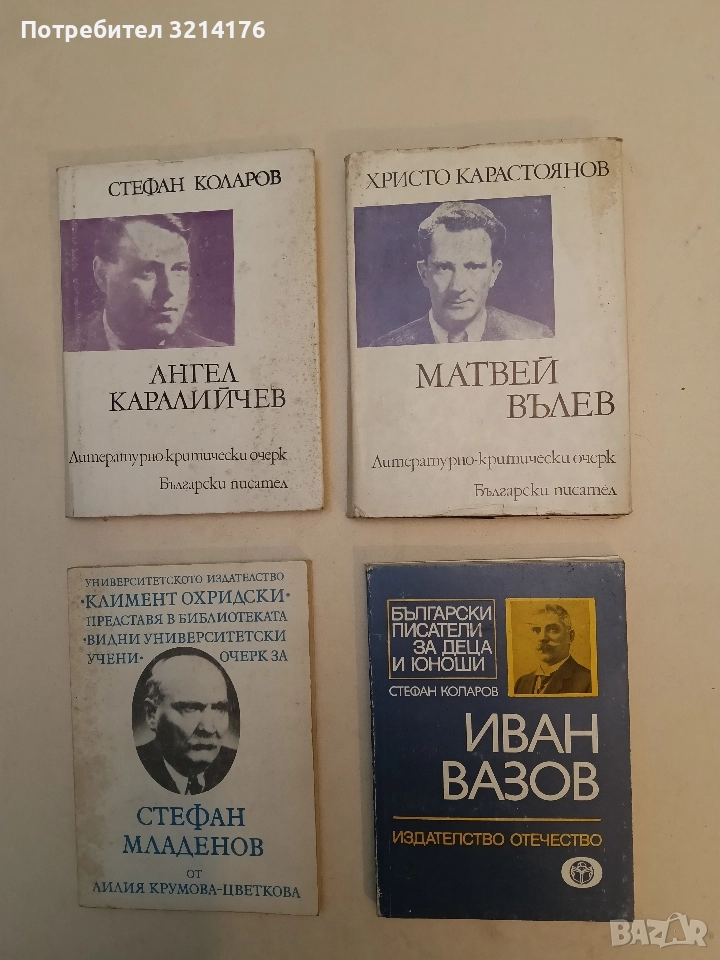 Потребител 3214176
СТЕФАН КОЛАРОВ
АНГЕЛ
КАРАЛИЙЧЕВ
Литературно-критически очерк
Български писател
ХРИСТО КАРАСТОЯНОВ
МАТВЕЙ
ВЪЛЕВ
Литературно-критически очерк
Български писател
УНИВЕРСИТЕТСКОТО ИЗДАТЕЛСТВО
·КЛИМЕНТ ОХРИДСКИ·
ПРЕДСТАВЯ В БИБЛИОТЕКАТА
·ВИДНИ УНИВЕРСИТЕТСКИ
УЧЕНИ· ОЧЕРК ЗА
СТЕФАН
МЛАДЕНОВ
ОТ
ЛИЛИЯ КРУМОВА-ЦВЕТКОВА
БЪЛГАРСКИ
ПИСАТЕЛИ
ЗА ДЕЦА
И ЮНОШИ
СТЕФАН КОЛАРОВ
ИВАН
ВАЗОВ
ИЗДАТЕЛСТВО ОТЕЧЕСТВО
BAZAR